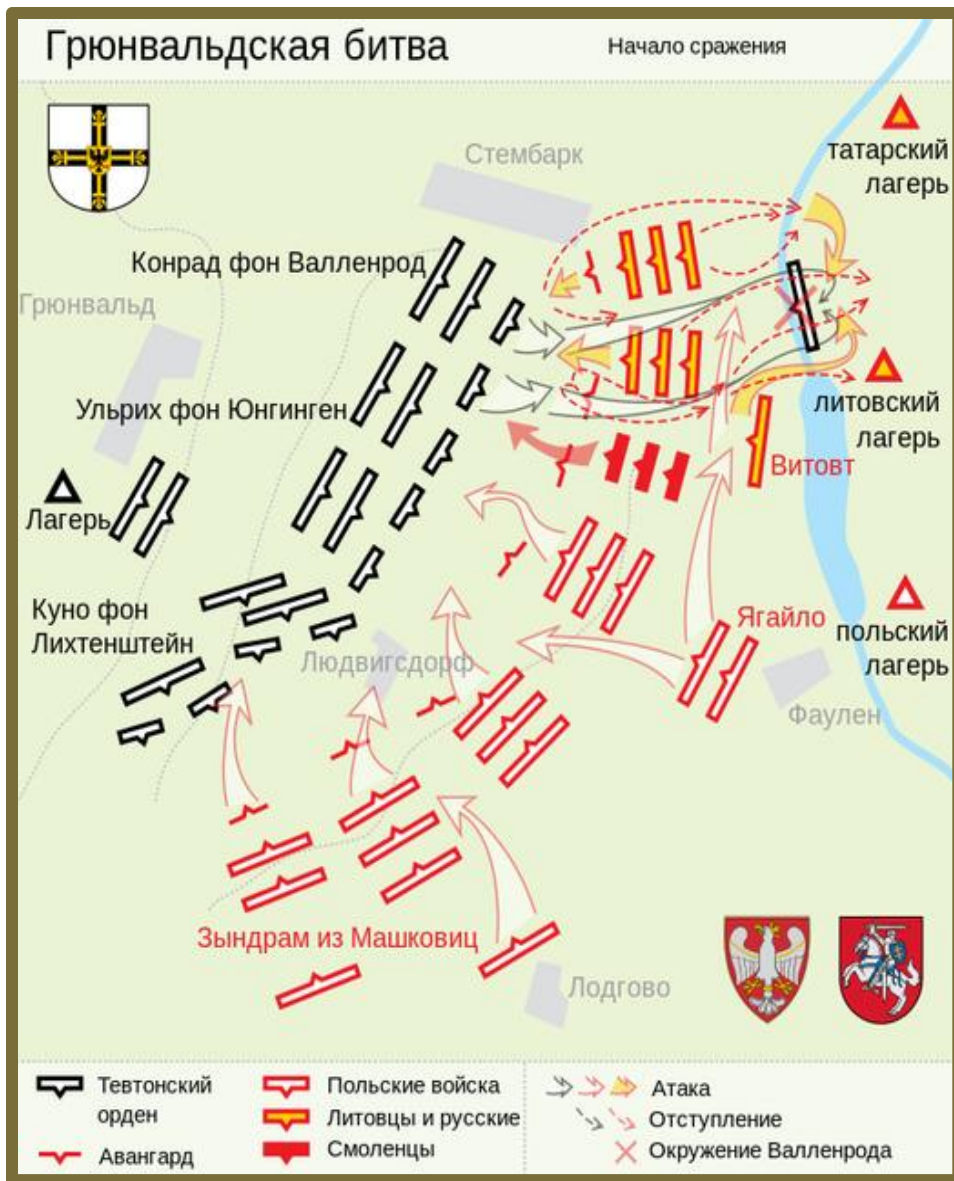 Грюнвальдская битва
Начало сражения
татарский
лагерь
Стембарк
Конрад фон Валленрод
Грюнвальд
Ульрих фон Юнгинген
литовский
лагерь
Витовт
Лагерь
Куно фон
Лихтенштейн
Людвигсдорф
Ягайло
польский
лагерь
Фаулен
Зындрам из Машковиц
Лодгово
Тевтонский
орден
Авангард
Польские войска
Литовцы и русские
Смоленцы
Атака
Отступление
Окружение Валленрода